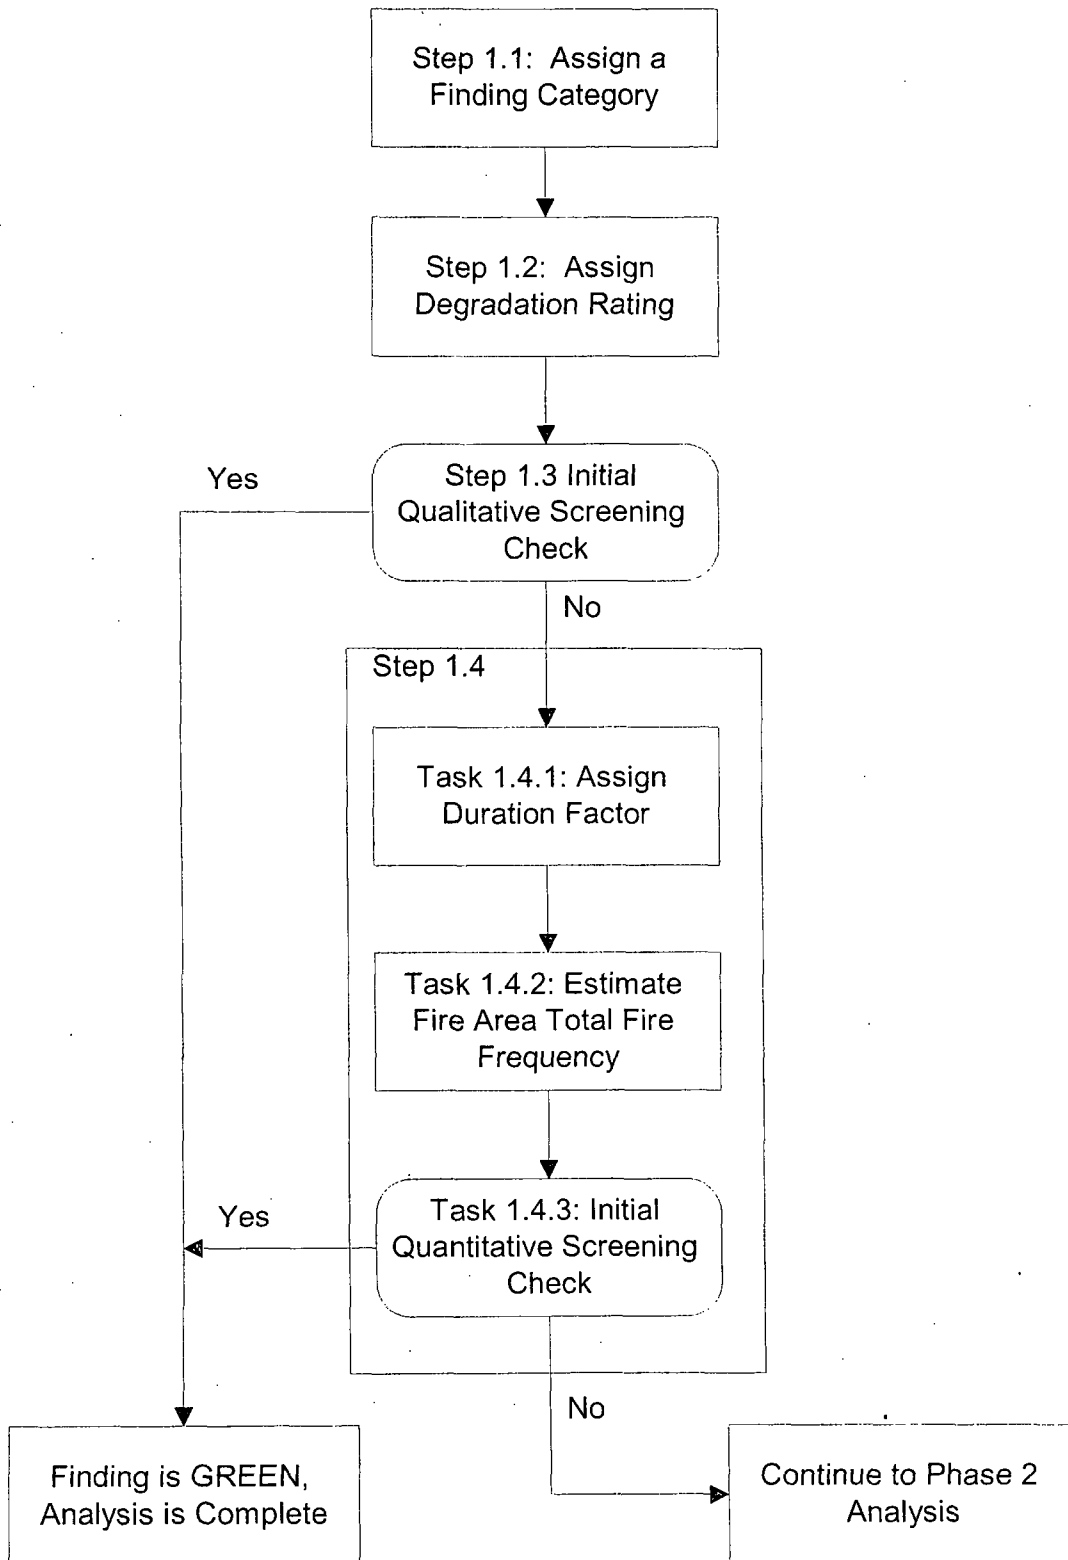 Step 1.1: Assign a
Finding Category
Step 1.2: Assign
Degradation Rating
Yes
Step 1.3 Initial
Qualitative Screening
Check
No
Step 1.4
Task 1.4.1: Assign
Duration Factor
Task 1.4.2: Estimate
Fire Area Total Fire
Frequency
Yes
Task 1.4.3: Initial
Quantitative Screening
Check
No
Finding is GREEN,
Analysis is Complete
Continue to Phase 2
Analysis